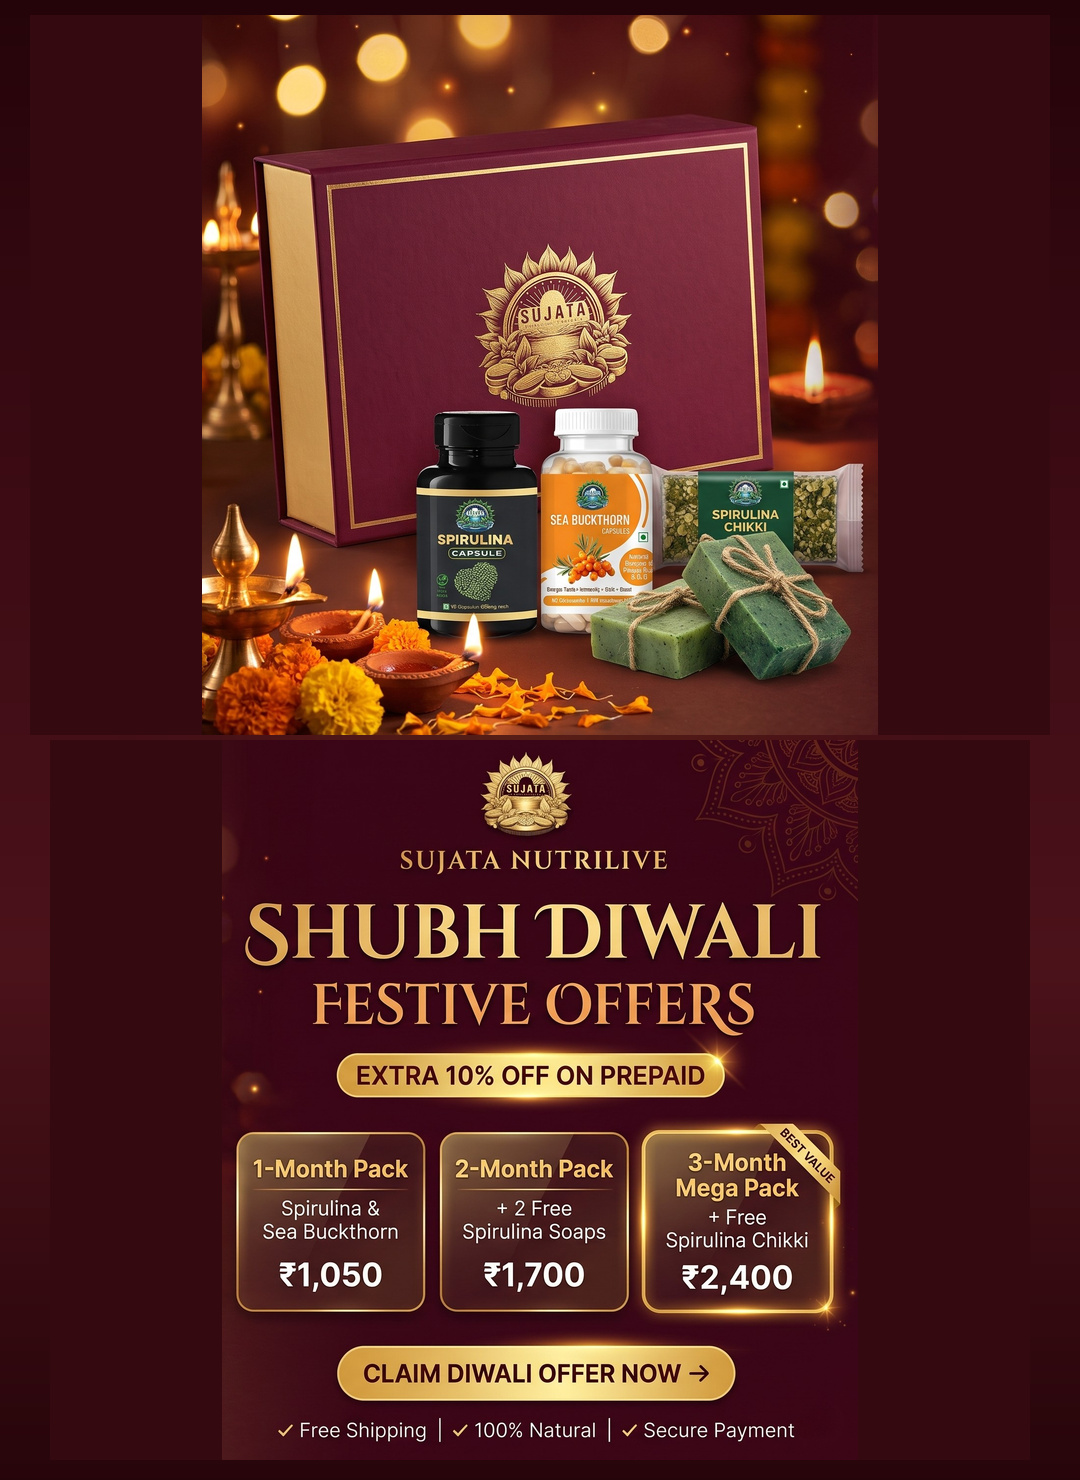 SUJATA
SPIRULINA
CAPSULE
SEA BUCKTHORN
CAPSULES
SPIRULINA
CHIKKI
SUJATA
SUJATA NUTRILIVE
SHUBH DIWALI
FESTIVE OFFERS
EXTRA 10% OFF ON PREPAID
1-Month Pack
Spirulina &
Sea Buckthorn
₹1,050
2-Month Pack
+ 2 Free
Spirulina Soaps
₹1,700
BEST VALUE
3-Month
Mega Pack
+ Free
Spirulina Chikki
₹2,400
CLAIM DIWALI OFFER NOW →
✓ Free Shipping | ✓ 100% Natural | ✓ Secure Payment